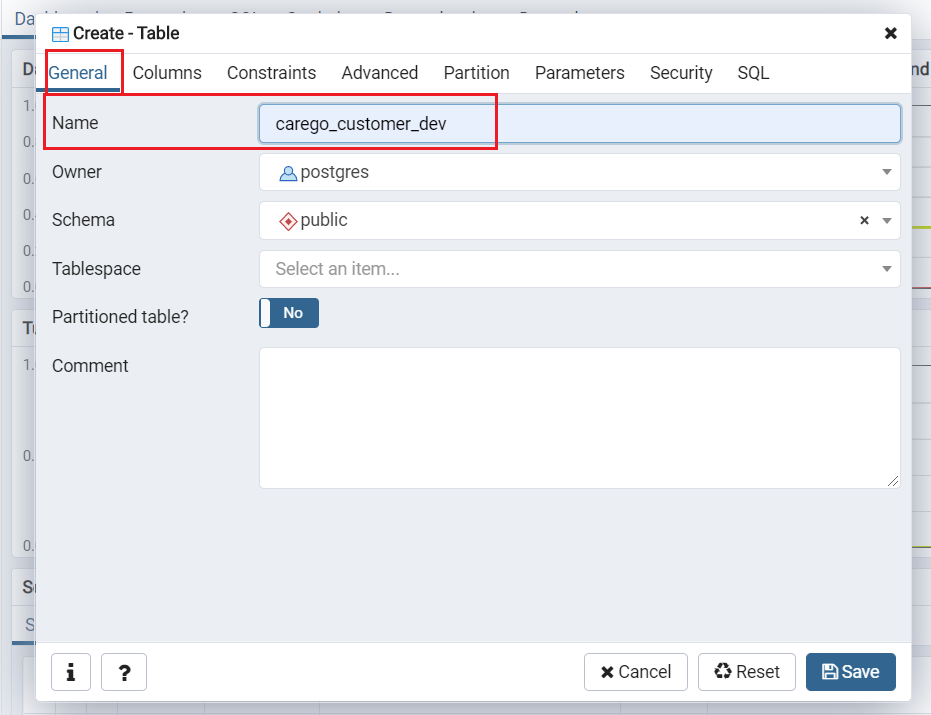 Create - Table
General Columns Constraints Advanced Partition Parameters Security SQL
Name carego_customer_dev
Owner postgres
Schema public
Tablespace Select an item...
Partitioned table? No
Comment
i ? Cancel Reset Save